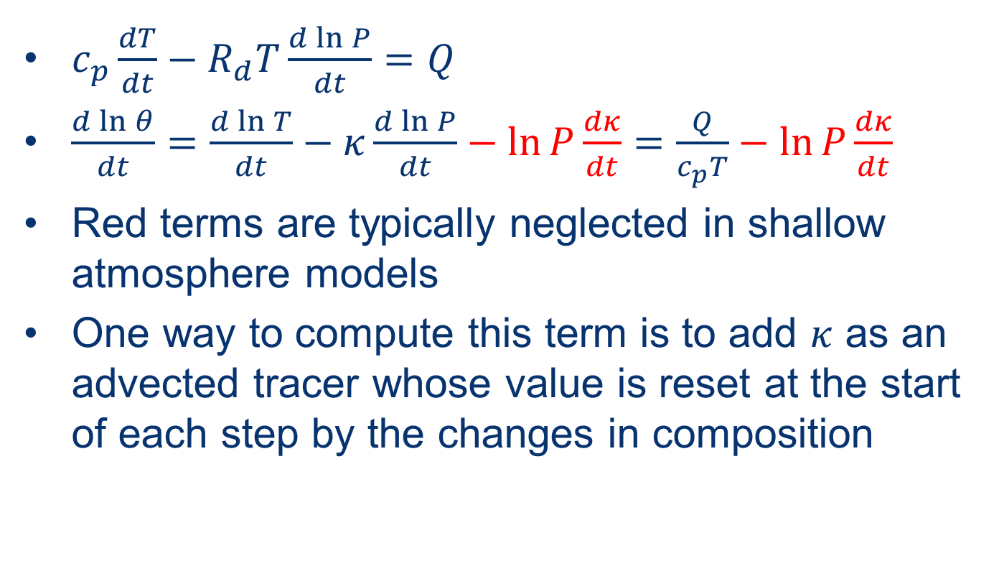 • $c_p \frac{dT}{dt} - R_d T \frac{d \ln P}{dt} = Q$
• $\frac{d \ln \theta}{dt} = \frac{d \ln T}{dt} - \kappa \frac{d \ln P}{dt} - \ln P \frac{d\kappa}{dt} = \frac{Q}{c_p T} - \ln P \frac{d\kappa}{dt}$
• Red terms are typically neglected in shallow
atmosphere models
• One way to compute this term is to add $\kappa$ as an
advected tracer whose value is reset at the start
of each step by the changes in composition